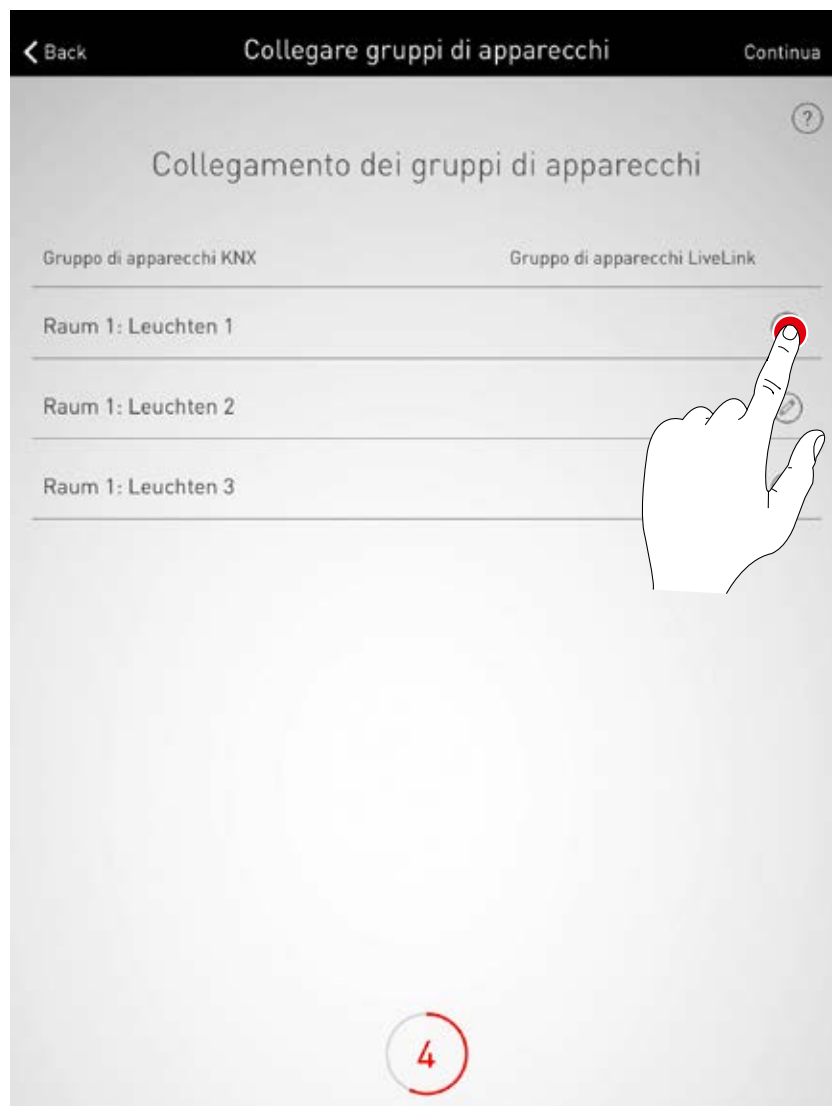 Back
Collegare gruppi di apparecchi
Continua
?
Collegamento dei gruppi di apparecchi
Gruppo di apparecchi KNX
Gruppo di apparecchi LiveLink
Raum 1: Leuchten 1
Raum 1: Leuchten 2
Raum 1: Leuchten 3
4